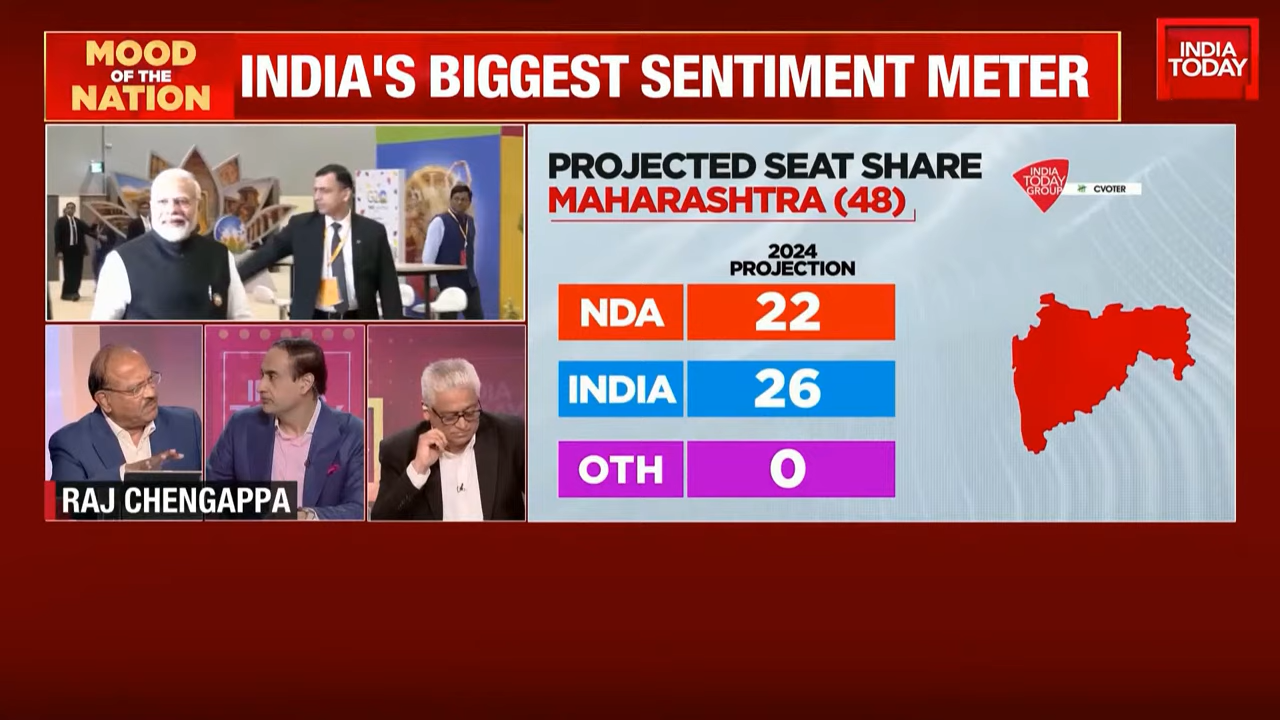 MOOD
OF THE
NATION
INDIA'S BIGGEST SENTIMENT METER
INDIA
TODAY
RAJ CHENGAPPA
PROJECTED SEAT SHARE
MAHARASHTRA (48)
INDIA
TODAY
GROUP
CVOTER
2024
PROJECTION
NDA 22
INDIA 26
OTH 0